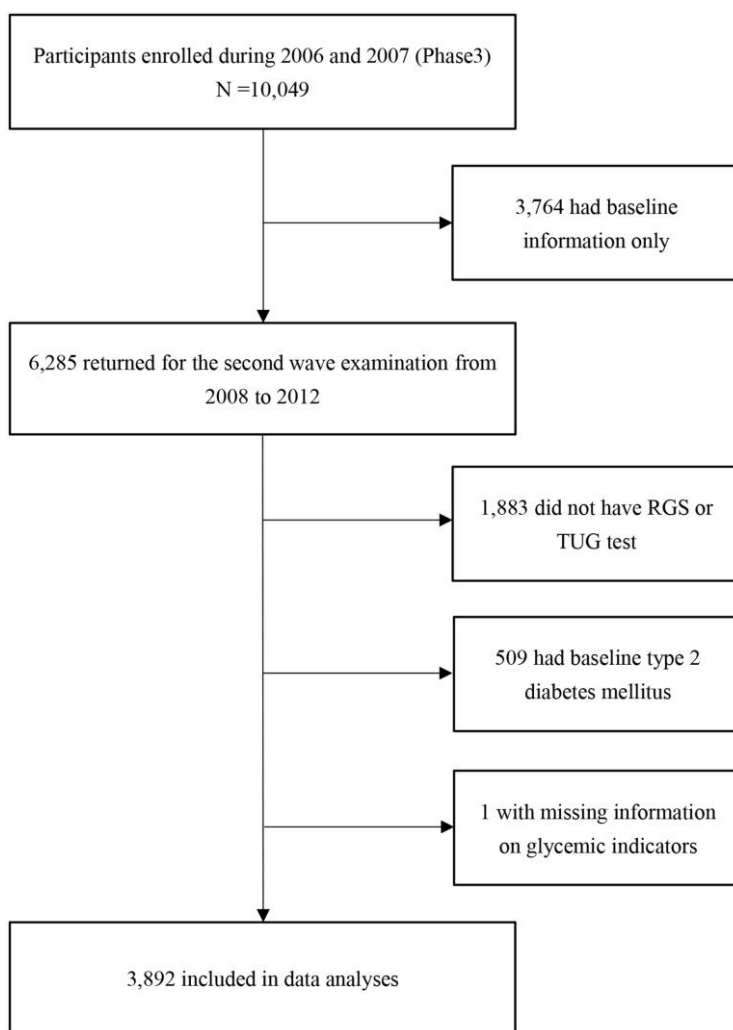 Participants enrolled during 2006 and 2007 (Phase3)
N =10,049
3,764 had baseline
information only
6,285 returned for the second wave examination from
2008 to 2012
1,883 did not have RGS or
TUG test
509 had baseline type 2
diabetes mellitus
1 with missing information
on glycemic indicators
3,892 included in data analyses